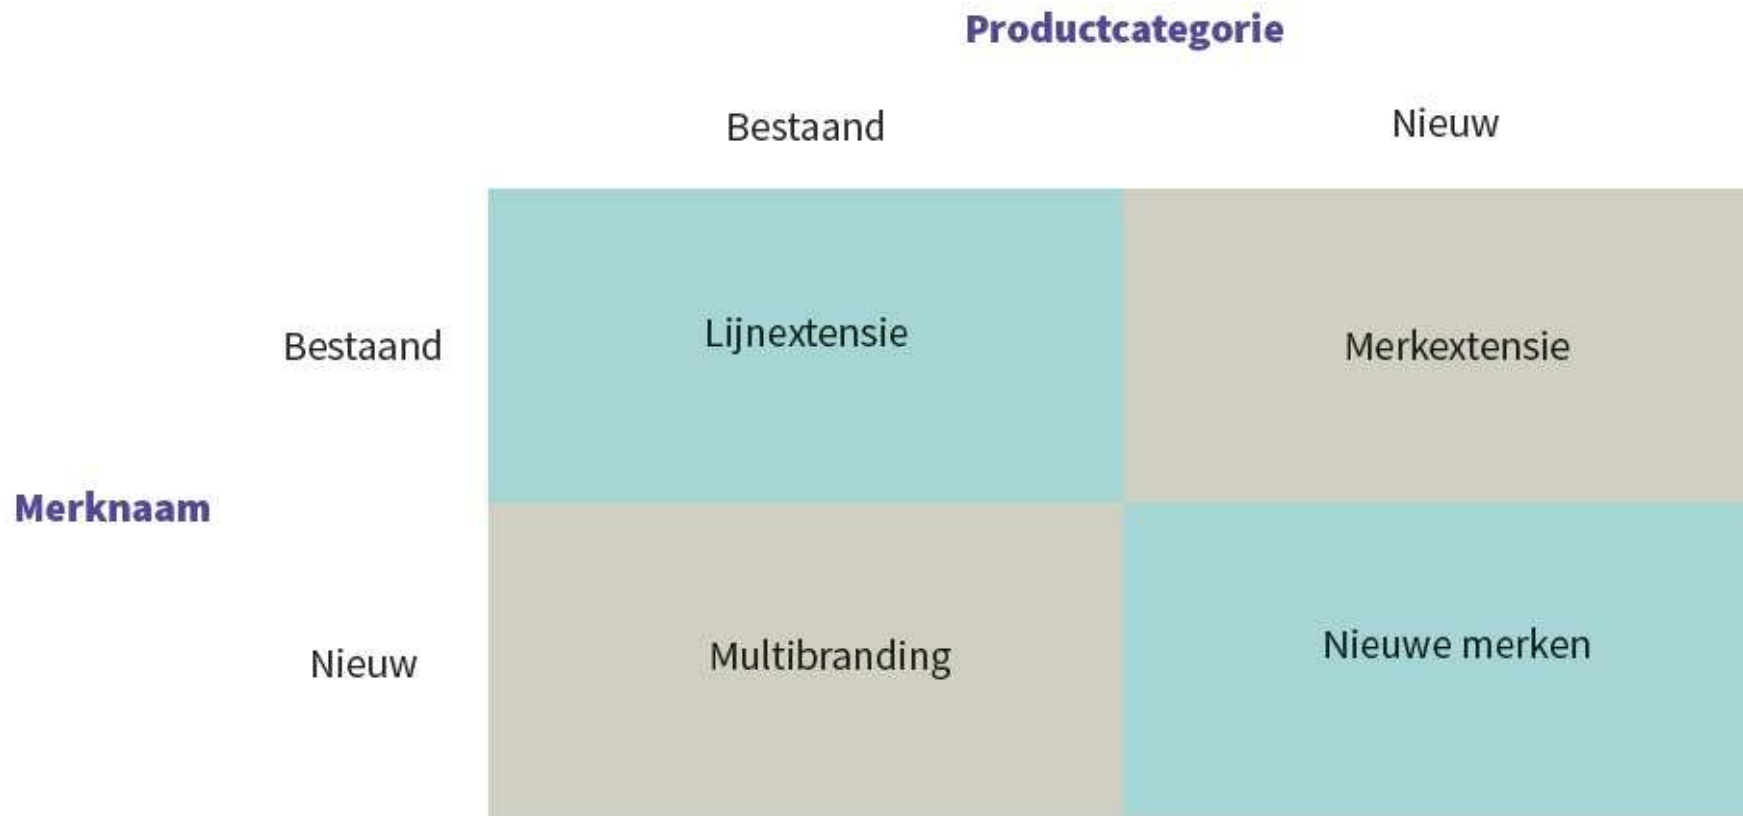 Productcategorie
Bestaand
Nieuw
Bestaand
Lijnextensie
Merkextensie
Merknaam
Nieuw
Multibranding
Nieuwe merken